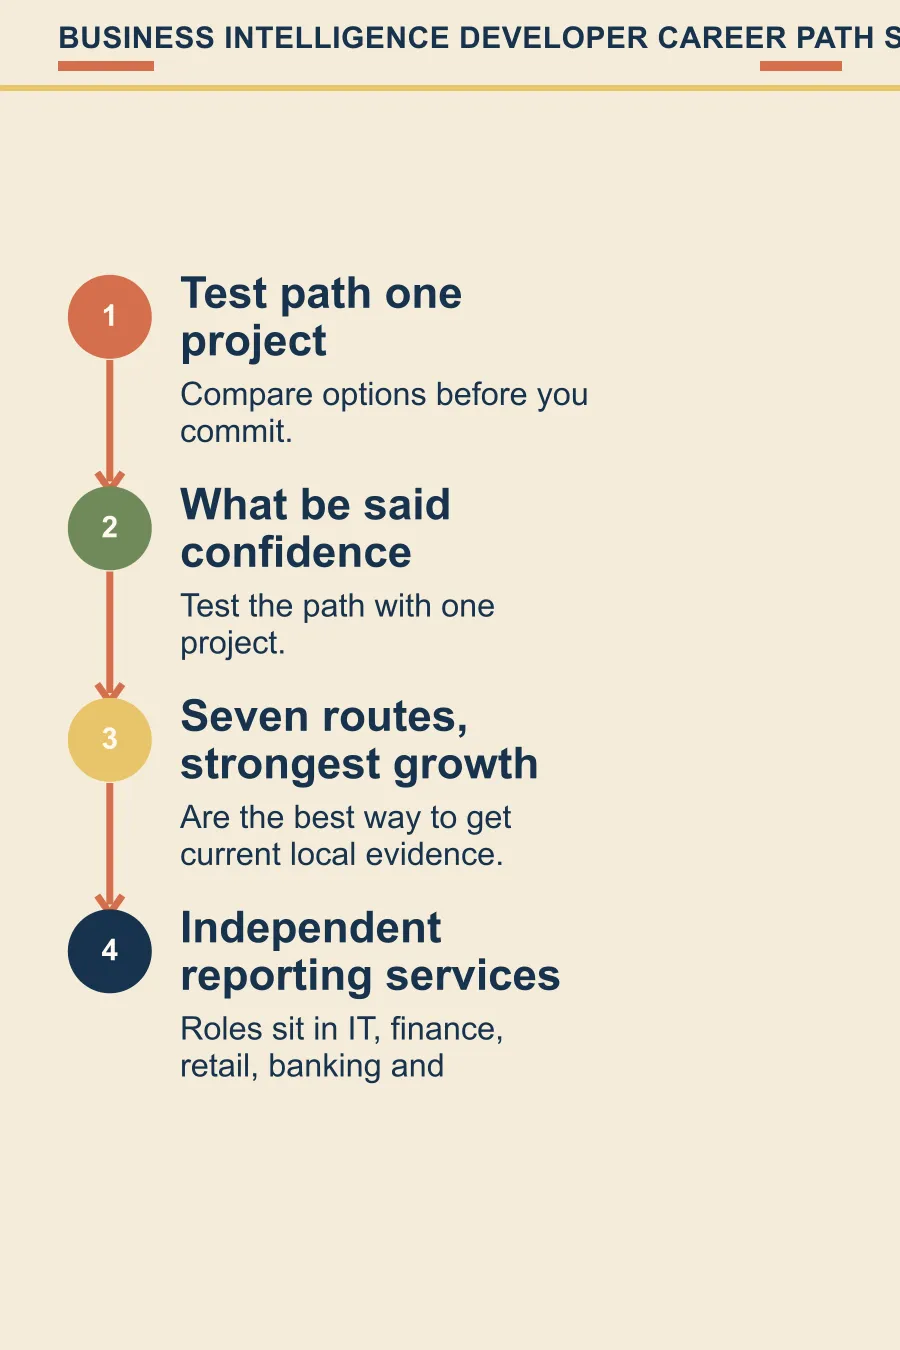 BUSINESS INTELLIGENCE DEVELOPER CAREER PATH S
1
Test path one
project
Compare options before you
commit.
2
What be said
confidence
Test the path with one
project.
3
Seven routes,
strongest growth
Are the best way to get
current local evidence.
4
Independent
reporting services
Roles sit in IT, finance,
retail, banking and